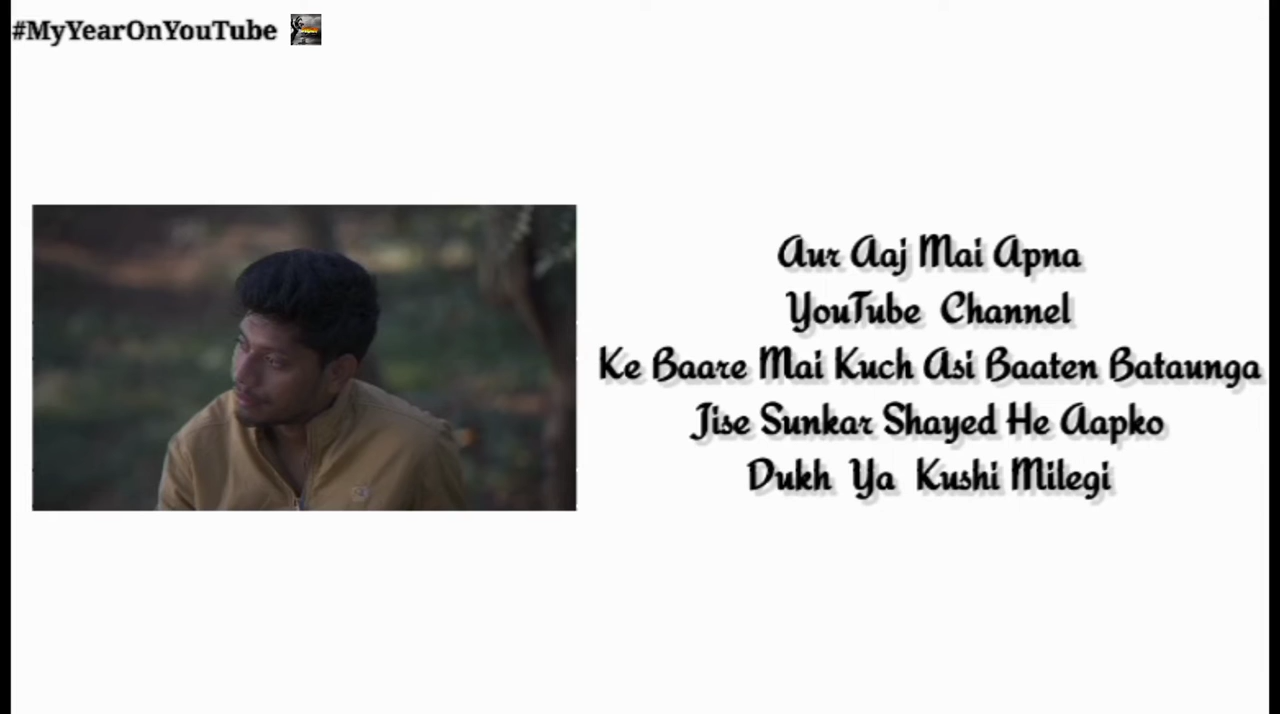 #MyYearOnYouTube
Aur Aaj Mai Apna
YouTube Channel
Ke Baare Mai Kuch Asi Baaten Bataunga
Jise Sunkar Shayed He Aapko
Dukh Ya Kushi Milegi